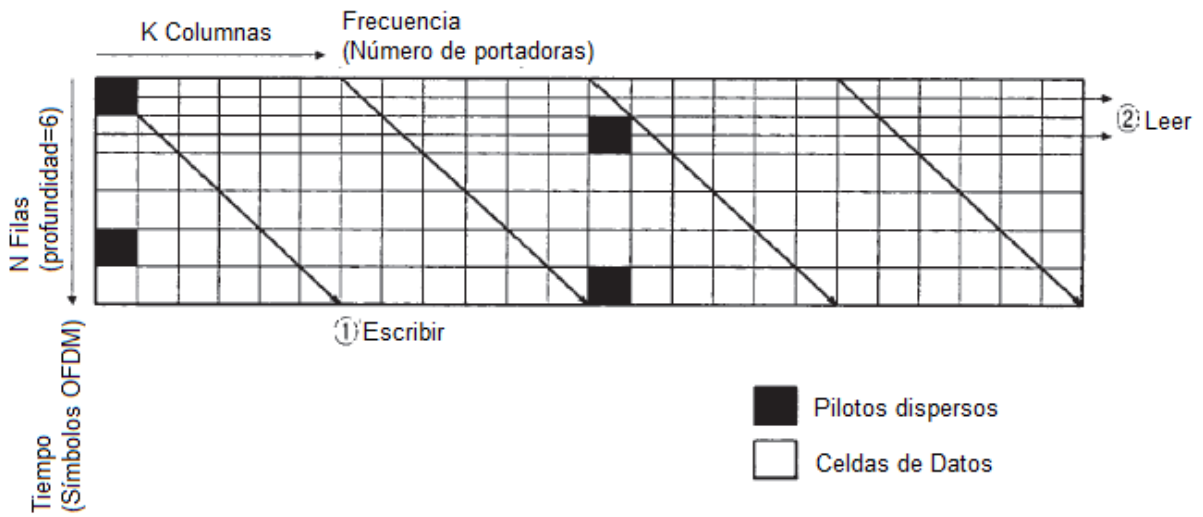 K Columnas
Frecuencia
(Número de portadoras)
N Filas
(profundidad=6)
② Leer
① Escribir
Tiempo
(Símbolos OFDM)
Pilotos dispersos
Celdas de Datos